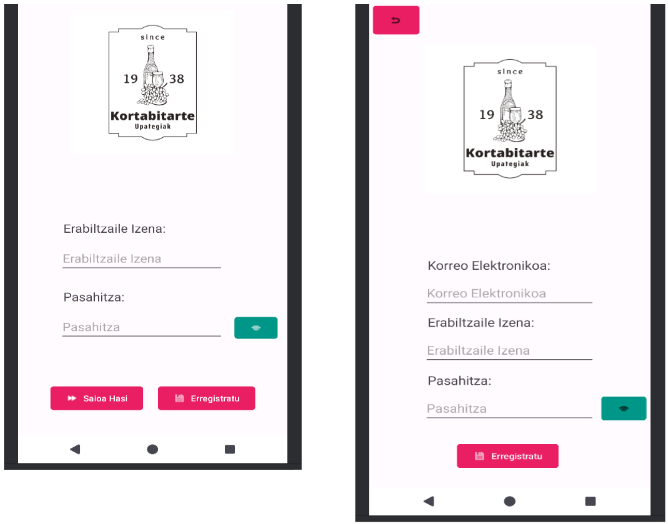 since
19 38
Kortabitarte
Upategiak
Erabiltzaile Izena:
Erabiltzaile Izena
Pasahitza:
Pasahitza
Saioa Hasi
Erregistratu
since
19 38
Kortabitarte
Upategiak
Korreo Elektronikoa:
Korreo Elektronikoa
Erabiltzaile Izena:
Erabiltzaile Izena
Pasahitza:
Pasahitza
Erregistratu